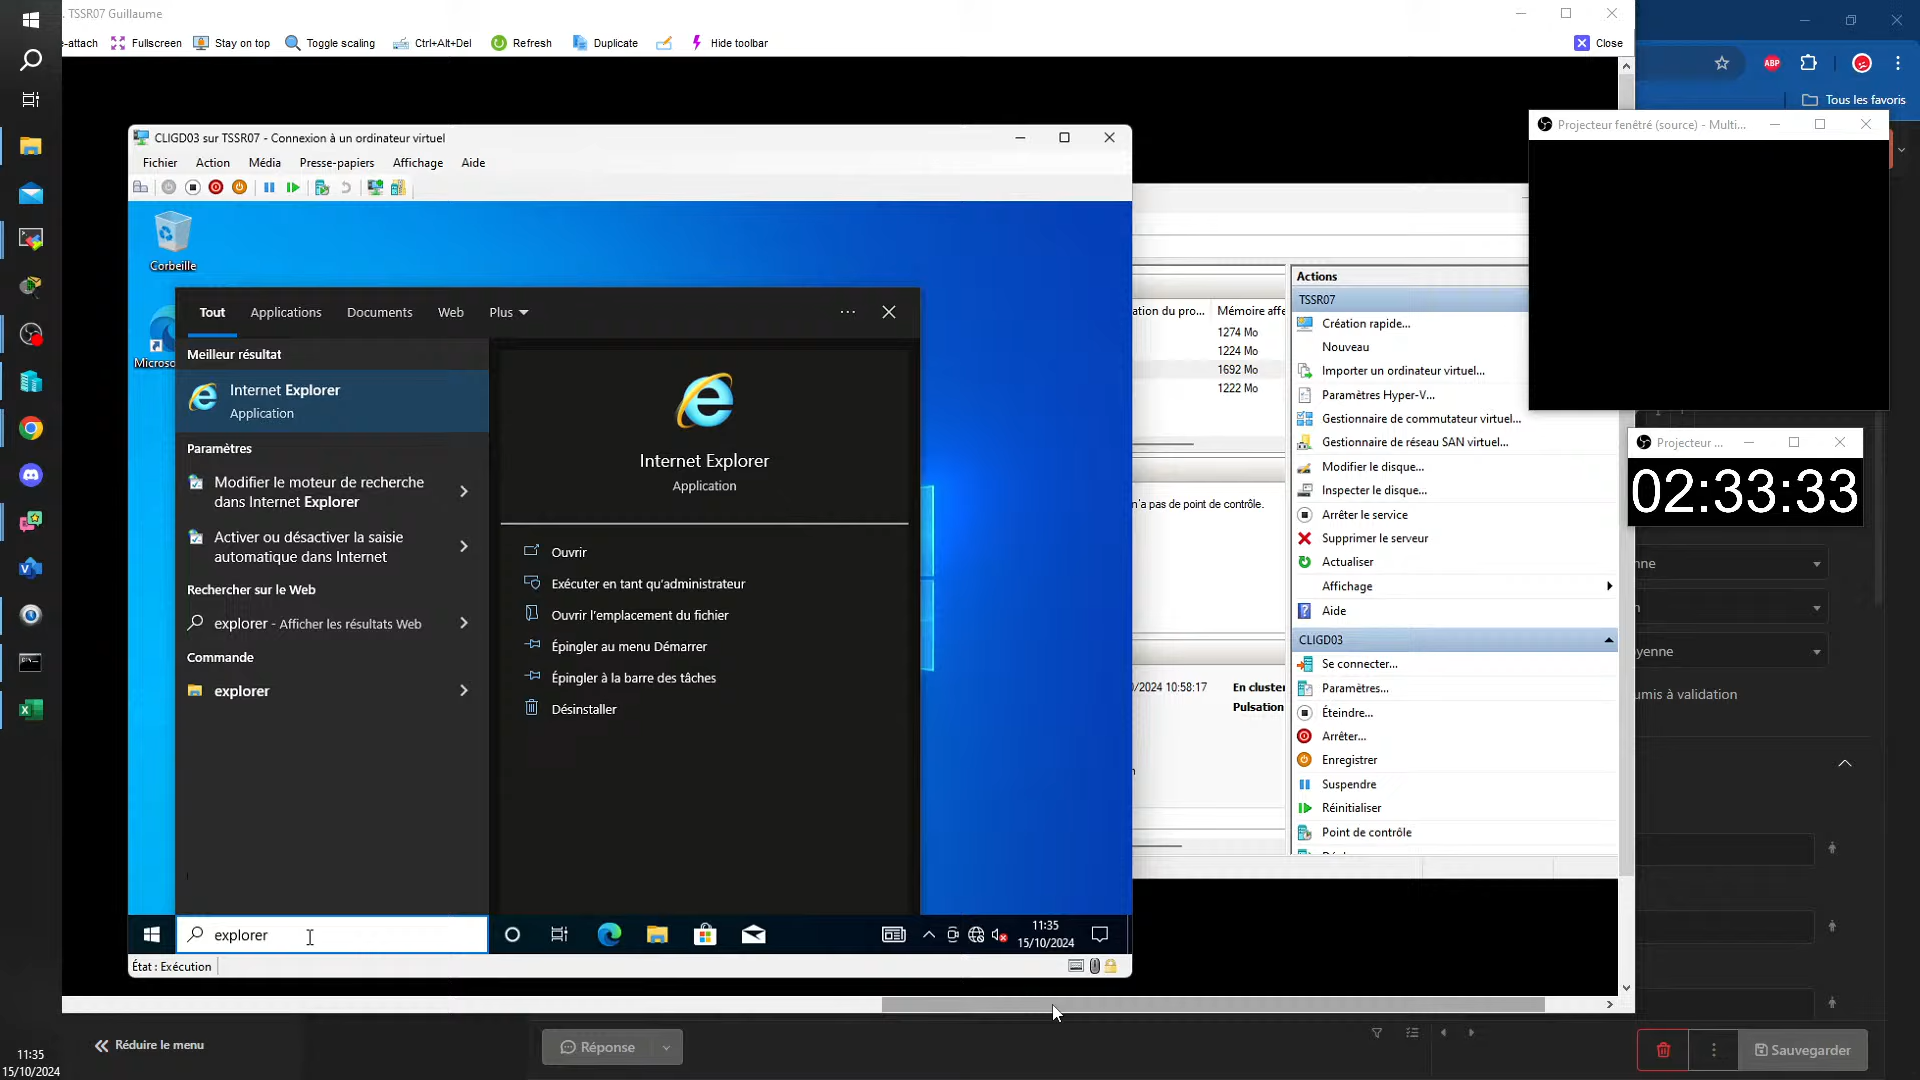 TSSR07 Guillaume
e-attach
Fullscreen
Stay on top
Toggle scaling
Ctrl+Alt+Del
Refresh
Duplicate
Hide toolbar
Close
ABP
Tous les favoris
Projecteur fenêtré (source) - Multi...
CLIGD03 sur TSSR07 - Connexion à un ordinateur virtuel
Fichier
Action
Média
Presse-papiers
Affichage
Aide
Corbeille
Microso
Tout
Applications
Documents
Web
Plus
Meilleur résultat
Internet Explorer
Application
Paramètres
Modifier le moteur de recherche
dans Internet Explorer
Activer ou désactiver la saisie
automatique dans Internet
Rechercher sur le Web
explorer - Afficher les résultats Web
Commande
explorer
Internet Explorer
Application
Ouvrir
Exécuter en tant qu'administrateur
Ouvrir l'emplacement du fichier
Épingler au menu Démarrer
Épingler à la barre des tâches
Désinstaller
explorer
11:35
15/10/2024
État : Exécution
ation du pro...
Mémoire affe
1274 Mo
1224 Mo
1692 Mo
1222 Mo
n'a pas de point de contrôle.
0/2024 10:58:17
En cluster
Pulsation
Actions
TSSR07
Création rapide...
Nouveau
Importer un ordinateur virtuel...
Paramètres Hyper-V...
Gestionnaire de commutateur virtuel...
Gestionnaire de réseau SAN virtuel...
Modifier le disque...
Inspecter le disque...
Arrêter le service
Supprimer le serveur
Actualiser
Affichage
Aide
CLIGD03
Se connecter...
Paramètres...
Éteindre...
Arrêter...
Enregistrer
Suspendre
Réinitialiser
Point de contrôle
Projecteur ...
02:33:33
nne
n
yenne
umis à validation
Réduire le menu
Réponse
Sauvegarder
11:35
15/10/2024